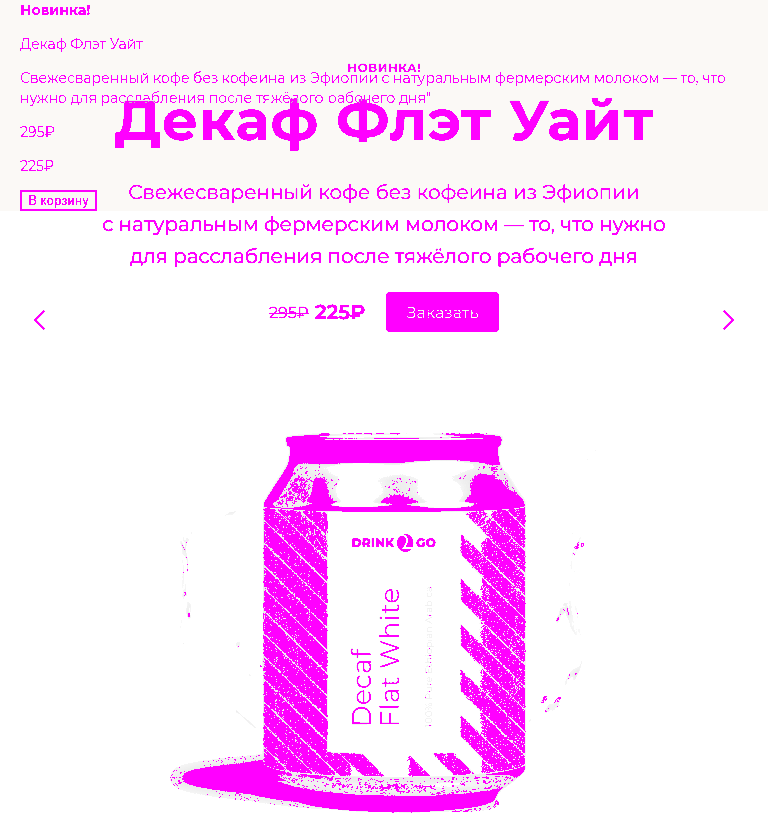 Новинка!
Декаф Флэт Уайт
Свежесваренный кофе без кофеина из Эфиопии с натуральным фермерским молоком — то, что
нужно для расслабления после тяжёлого рабочего дня"
295₽
225₽
В корзину
НОВИНКА!
Декаф Флэт Уайт
Свежесваренный кофе без кофеина из Эфиопии
с натуральным фермерским молоком — то, что нужно
для расслабления после тяжёлого рабочего дня
295₽ 225₽ Заказать
DRINK 2 GO
Decaf
Flat White